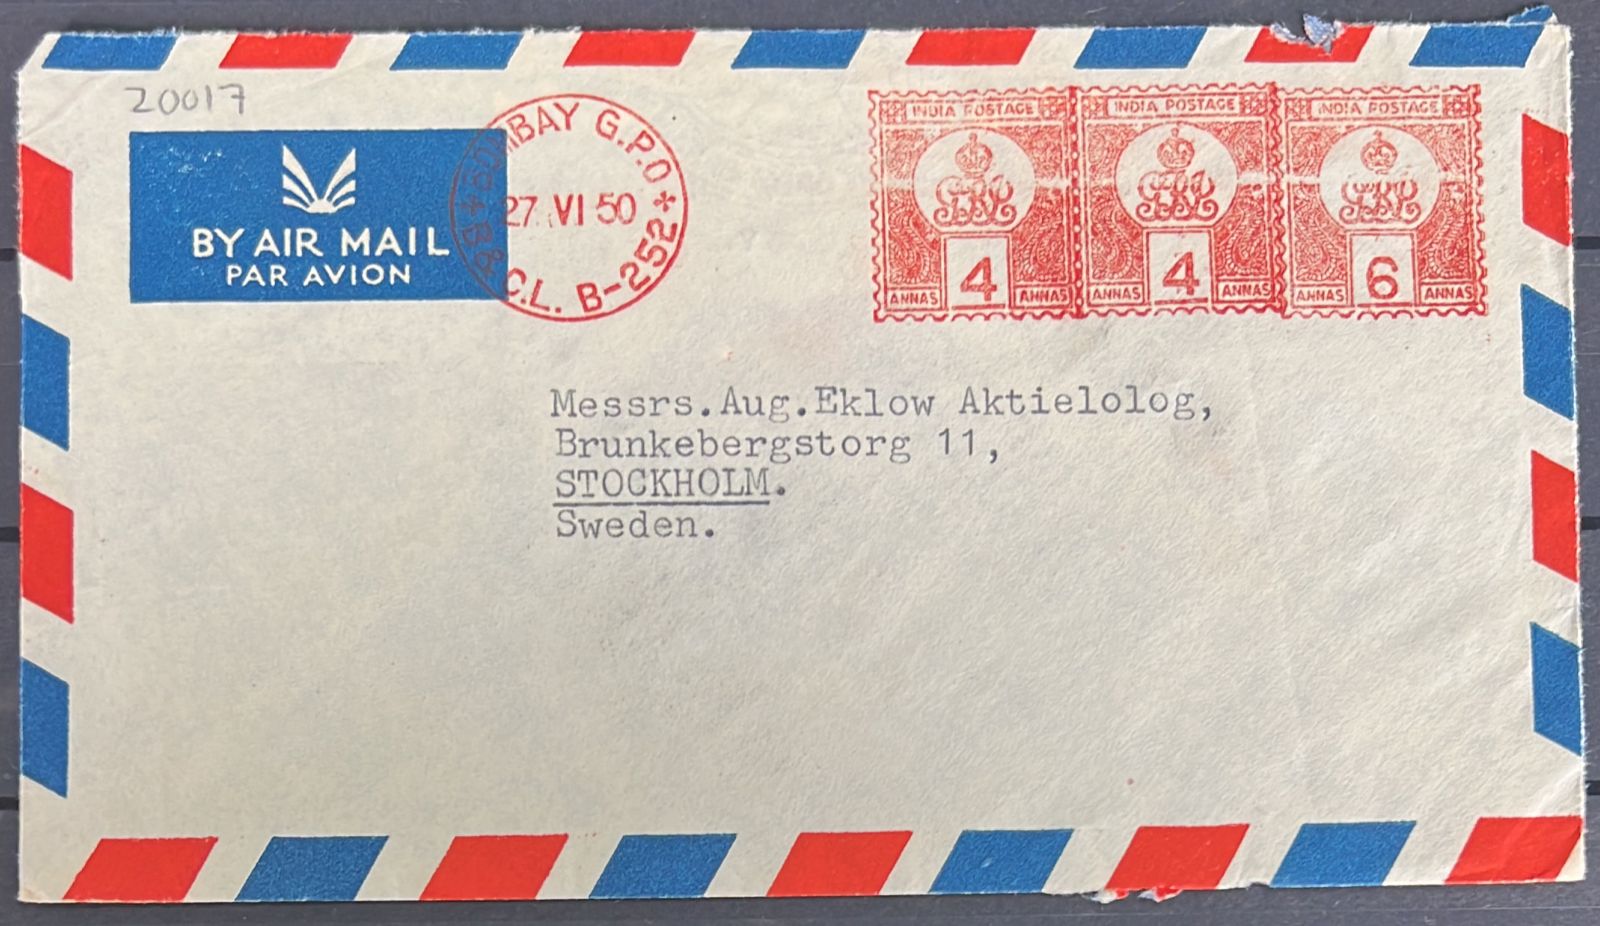 20017
BY AIR MAIL
PAR AVION
BOMBAY G.P.O
27 VI 50
C.L. B-252
INDIA POSTAGE
4
ANNAS ANNAS
INDIA POSTAGE
4
ANNAS ANNAS
INDIA POSTAGE
6
ANNAS ANNAS
Messrs.Aug.Eklow Aktielolog,
Brunkebergstorg 11,
STOCKHOLM.
Sweden.